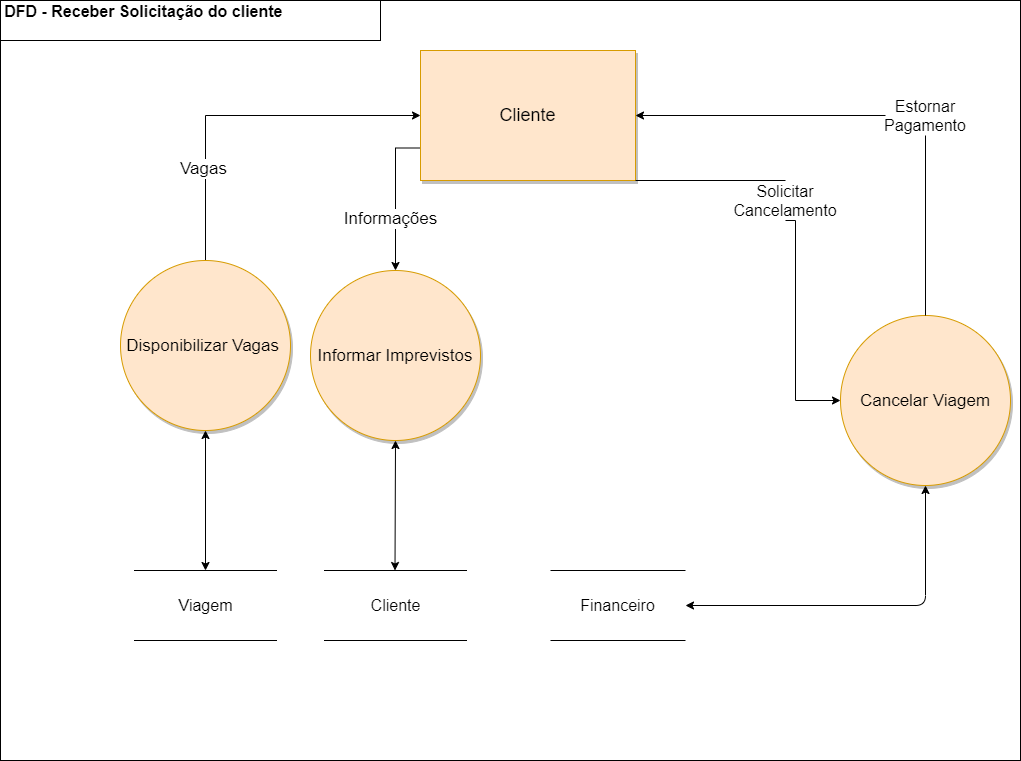 DFD - Receber Solicitação do cliente
Cliente
Estornar
Pagamento
Vagas
Solicitar
Cancelamento
Informações
Disponibilizar Vagas
Informar Imprevistos
Cancelar Viagem
Viagem
Cliente
Financeiro